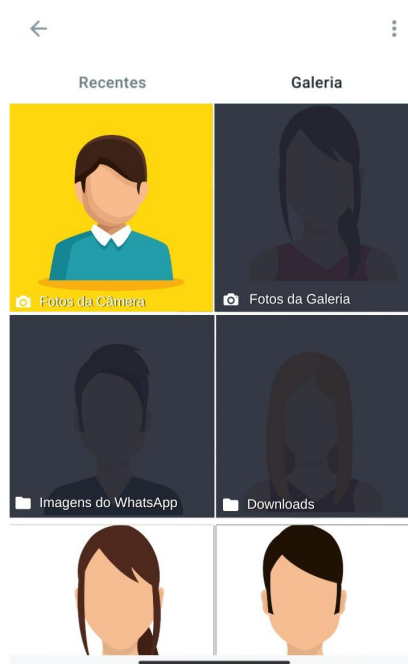 Recentes
Galeria
Fotos da Câmera
Fotos da Galeria
Imagens do WhatsApp
Downloads